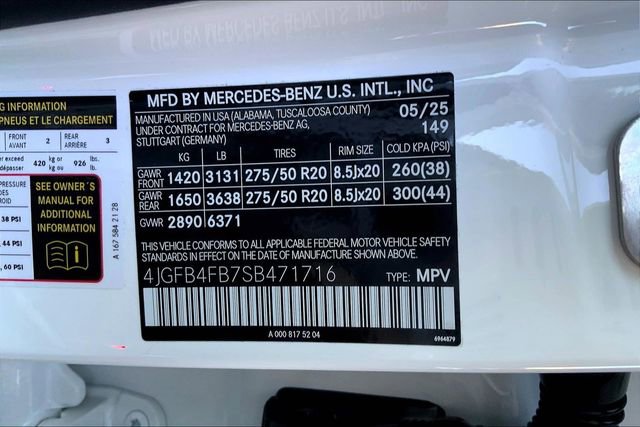 MFD BY MERCEDES-BENZ U.S. INTL., INC
MANUFACTURED IN USA (ALABAMA, TUSCALOOSA COUNTY) 05/25
UNDER CONTRACT FOR MERCEDES-BENZ AG, 149
STUTTGART (GERMANY)
KG LB TIRES RIM SIZE COLD KPA (PSI)
GAWR FRONT 1420 3131 275/50 R20 8.5Jx20 260(38)
GAWR REAR 1650 3638 275/50 R20 8.5Jx20 300(44)
GVWR 2890 6371
THIS VEHICLE CONFORMS TO ALL APPLICABLE FEDERAL MOTOR VEHICLE SAFETY
STANDARDS IN EFFECT ON THE DATE OF MANUFACTURE SHOWN ABOVE.
4JGFB4FB7SB471716 TYPE: MPV
A 000 817 52 04
6964879
INFORMATION
PNEUS ET LE CHARGEMENT
FRONT AVANT 2 REAR ARRIÈRE 3
exceed
dépasser 420 kg or ou 926 lbs. lb.
PRESSURE
38 PSI
44 PSI
60 PSI
SEE OWNER´S
MANUAL FOR
ADDITIONAL
INFORMATION
A 167 584 21 28